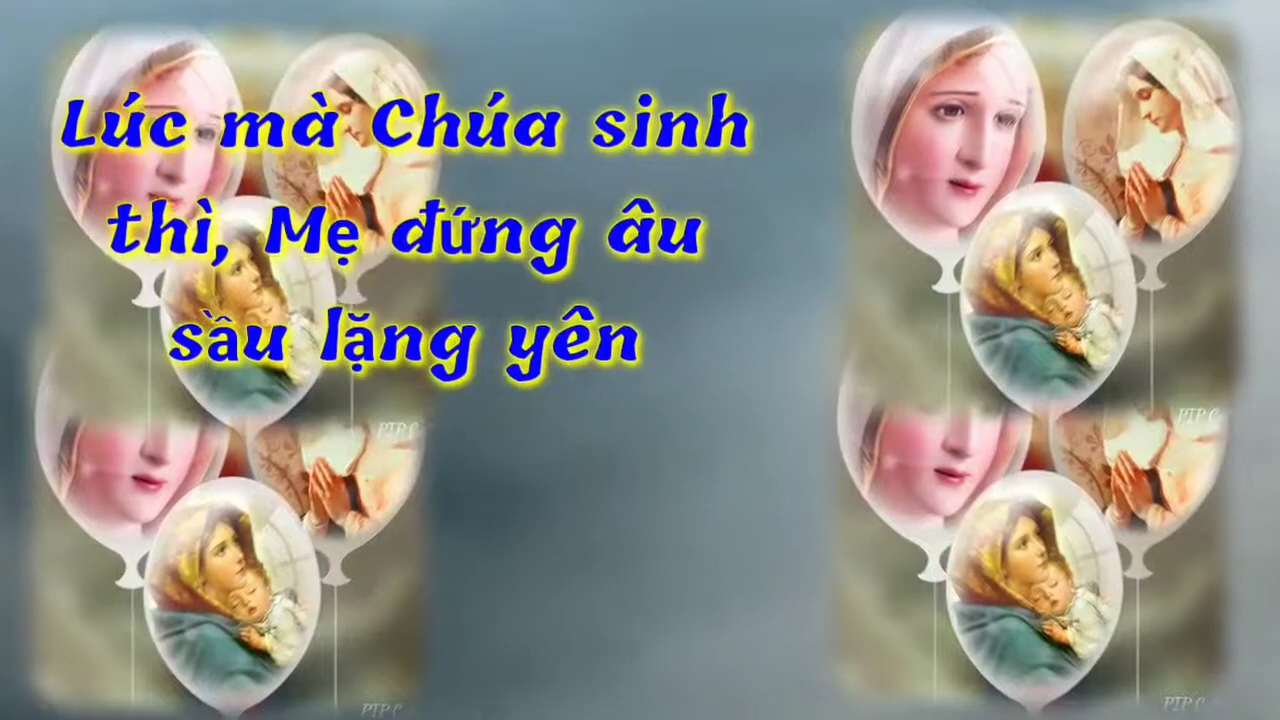 Lúc mà Chúa sinh
thì, Mẹ đứng âu
sầu lặng yên